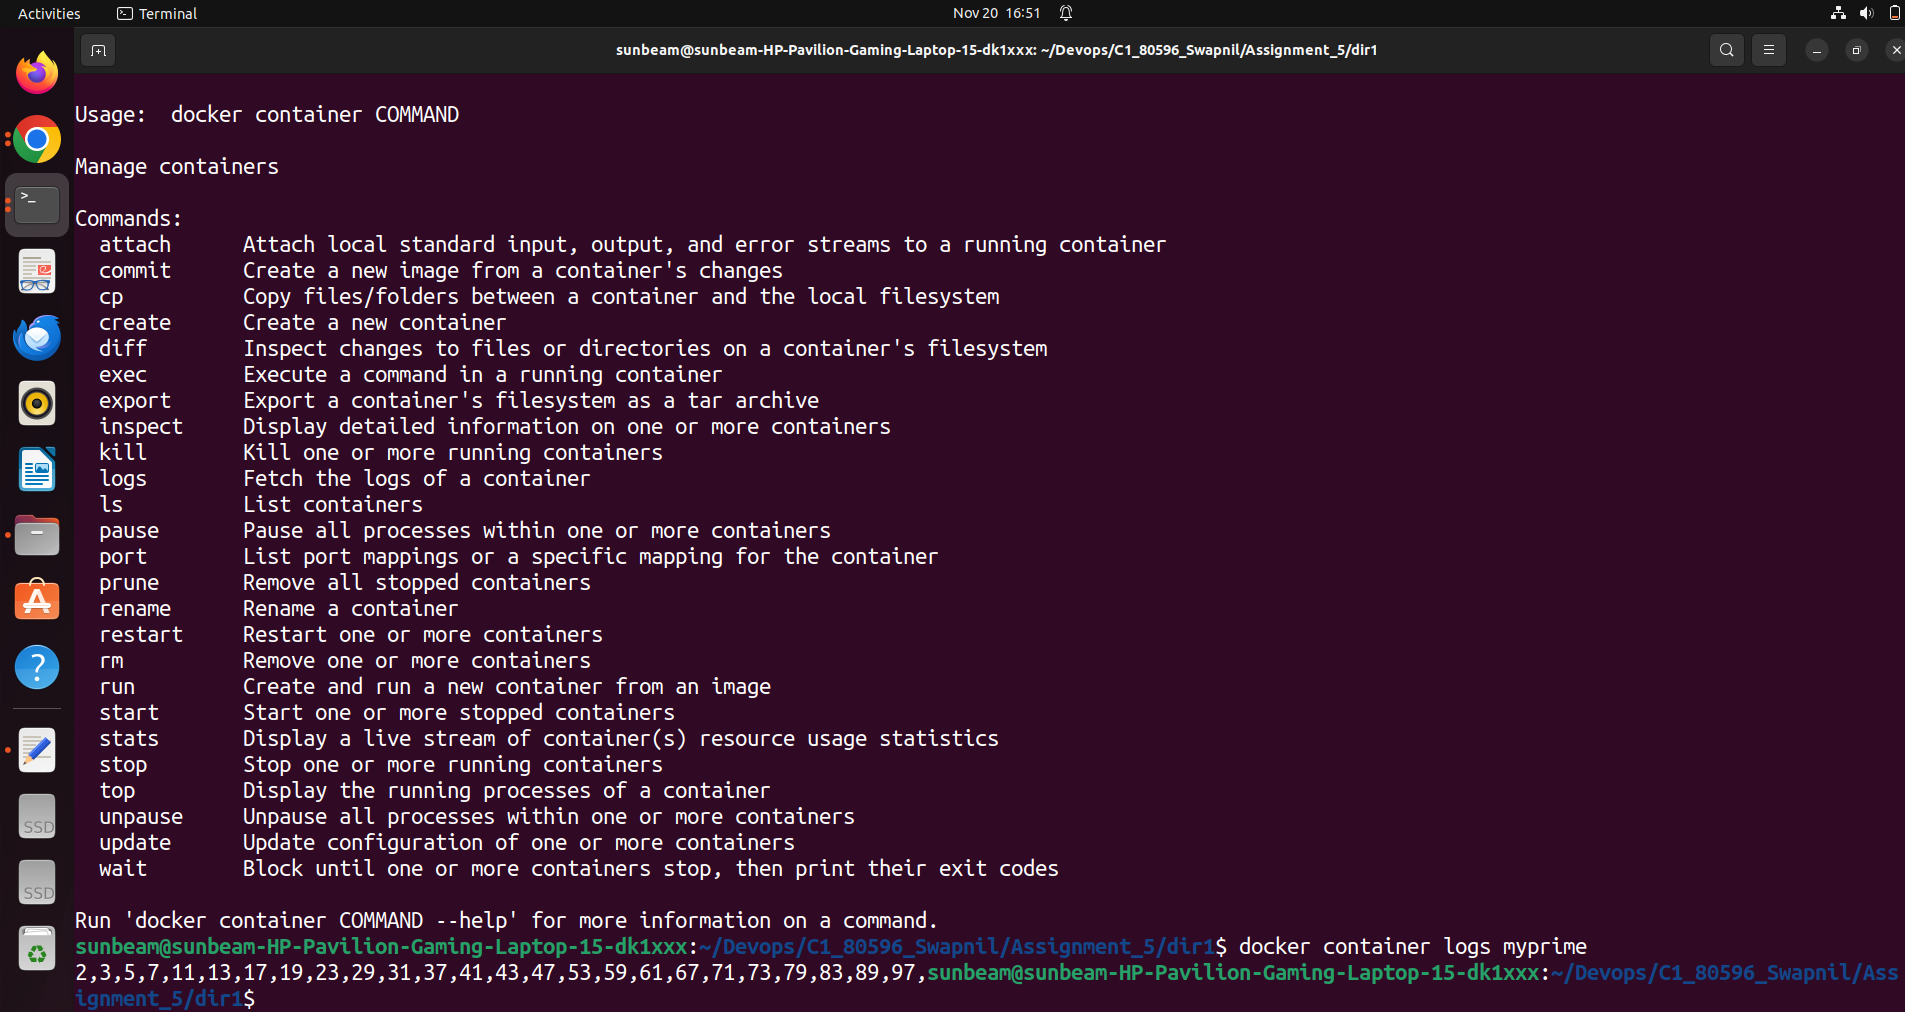 Activities Terminal Nov 20 16:51
sunbeam@sunbeam-HP-Pavilion-Gaming-Laptop-15-dk1xxx: ~/Devops/C1_80596_Swapnil/Assignment_5/dir1
Usage:  docker container COMMAND
Manage containers
Commands:
  attach      Attach local standard input, output, and error streams to a running container
  commit      Create a new image from a container's changes
  cp          Copy files/folders between a container and the local filesystem
  create      Create a new container
  diff        Inspect changes to files or directories on a container's filesystem
  exec        Execute a command in a running container
  export      Export a container's filesystem as a tar archive
  inspect     Display detailed information on one or more containers
  kill        Kill one or more running containers
  logs        Fetch the logs of a container
  ls          List containers
  pause       Pause all processes within one or more containers
  port        List port mappings or a specific mapping for the container
  prune       Remove all stopped containers
  rename      Rename a container
  restart     Restart one or more containers
  rm          Remove one or more containers
  run         Create and run a new container from an image
  start       Start one or more stopped containers
  stats       Display a live stream of container(s) resource usage statistics
  stop        Stop one or more running containers
  top         Display the running processes of a container
  unpause     Unpause all processes within one or more containers
  update      Update configuration of one or more containers
  wait        Block until one or more containers stop, then print their exit codes
Run 'docker container COMMAND --help' for more information on a command.
sunbeam@sunbeam-HP-Pavilion-Gaming-Laptop-15-dk1xxx:~/Devops/C1_80596_Swapnil/Assignment_5/dir1$ docker container logs myprime
2,3,5,7,11,13,17,19,23,29,31,37,41,43,47,53,59,61,67,71,73,79,83,89,97,sunbeam@sunbeam-HP-Pavilion-Gaming-Laptop-15-dk1xxx:~/Devops/C1_80596_Swapnil/Ass
ignment_5/dir1$
SSD
SSD